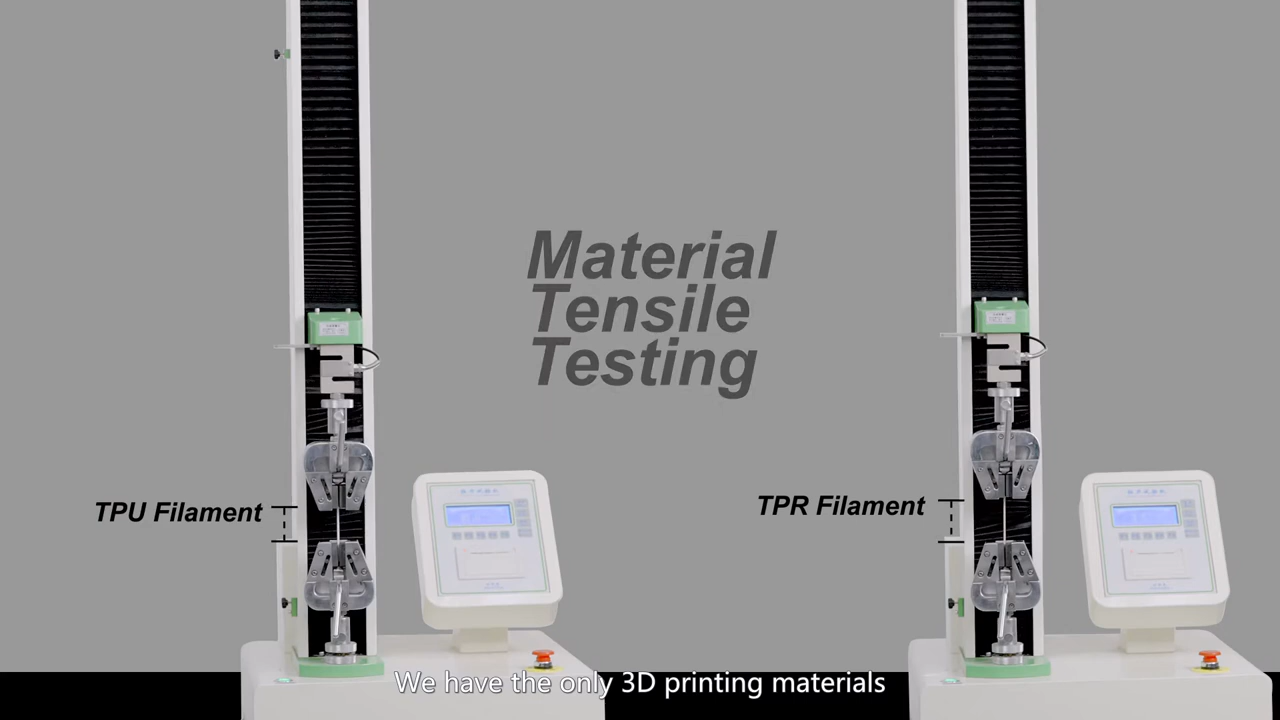 Material
Tensile
Testing
TPU Filament
TPR Filament
We have the only 3D printing materials